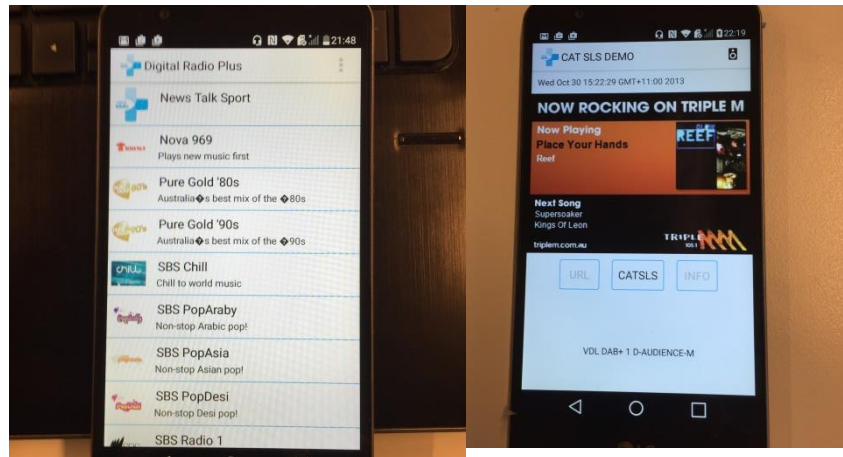 21:48
Digital Radio Plus
News Talk Sport
Nova 969
Plays new music first
Pure Gold '80s
Australia�s best mix of the �80s
Pure Gold '90s
Australia�s best mix of the �90s
chill
SBS Chill
Chill to world music
SBS PopAraby
Non-stop Arabic pop!
SBS PopAsia
Non-stop Asian pop!
SBS PopDesi
Non-stop Desi pop!
SBS Radio 1
22:19
CAT SLS DEMO
Wed Oct 30 15:22:29 GMT+11:00 2013
NOW ROCKING ON TRIPLE M
Now Playing
Place Your Hands
Reef
REEF
Next Song
Supersoaker
Kings Of Leon
triplem.com.au
TRIPLE
105.1
URL
CATSLS
INFO
VDL DAB+ 1 D-AUDIENCE-M
LG